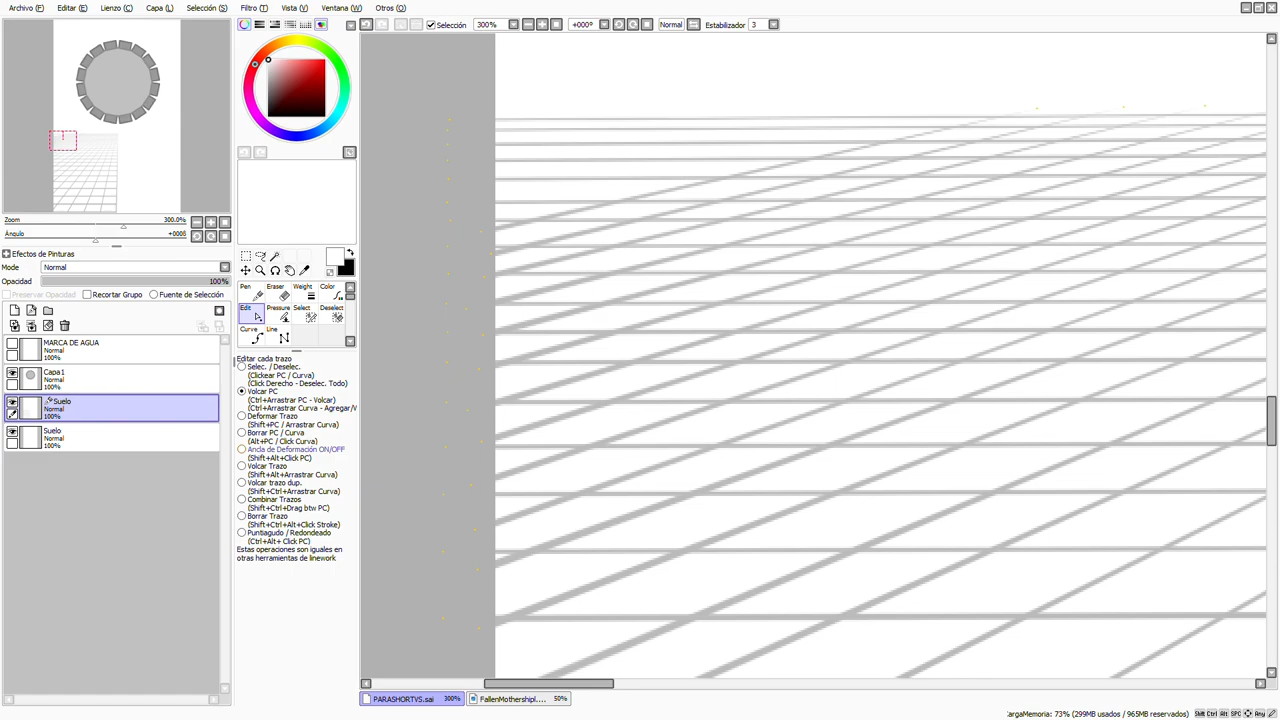 Archivo (F) Editar (E) Lienzo (C) Capa (L) Selección (S) Filtro (T) Vista (V) Ventana (W) Otros (O)
Selección 300% +000º Normal Estabilizador 3
Zoom 300.0%
Ángulo +000º
Efectos de Pinturas
Mode Normal
Opacidad 100%
Preservar Opacidad Recortar Grupo Fuente de Selección
MARCA DE AGUA
Normal
100%
Capa1
Normal
100%
Suelo
Normal
100%
Suelo
Normal
100%
Pen Eraser Weight Color
Edit Pressure Select Deselect
Curve Line
Editar cada trazo
Selec. / Deselec.
(Clickear PC / Curva)
(Click Derecho - Deselec. Todo)
Volcar PC
(Ctrl+Arrastrar PC - Volcar)
(Ctrl+Arrastrar Curva - Agregar/V
Deformar Trazo
(Shift+PC / Arrastrar Curva)
Borrar PC / Curva
(Alt+PC / Click Curva)
Ancla de Deformación ON/OFF
(Shift+Alt+Click PC)
Volcar Trazo
(Shift+Alt+Arrastrar Curva)
Volcar trazo dup.
(Shift+Ctrl+Arrastrar Curva)
Combinar Trazos
(Shift+Ctrl+Drag btw PC)
Borrar Trazo
(Shift+Ctrl+Alt+Click Stroke)
Puntiagudo / Redondeado
(Ctrl+Alt+ Click PC)
Estas operaciones son iguales en
otras herramientas de linework
PARASHORTVS.sai 300% FallenMothershipl.... 50%
argaMemoria: 73% (299MB usados / 965MB reservados) Shft Ctrl Alt SPC Any